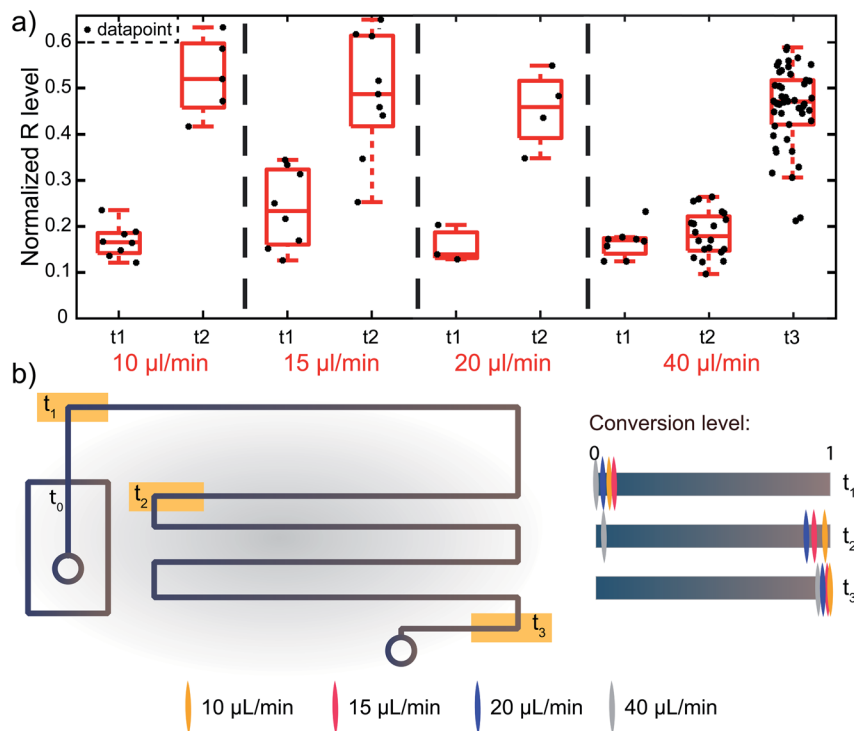 a)
Normalized R level
datapoint
0.6
0.5
0.4
0.3
0.2
0.1
0
t1 t2 t1 t2 t1 t2 t1 t2 t3
10 µl/min 15 µl/min 20 µl/min 40 µl/min
b)
t1
t0
t2
t3
Conversion level:
0 1
t1
t2
t3
10 µL/min 15 µL/min 20 µL/min 40 µL/min